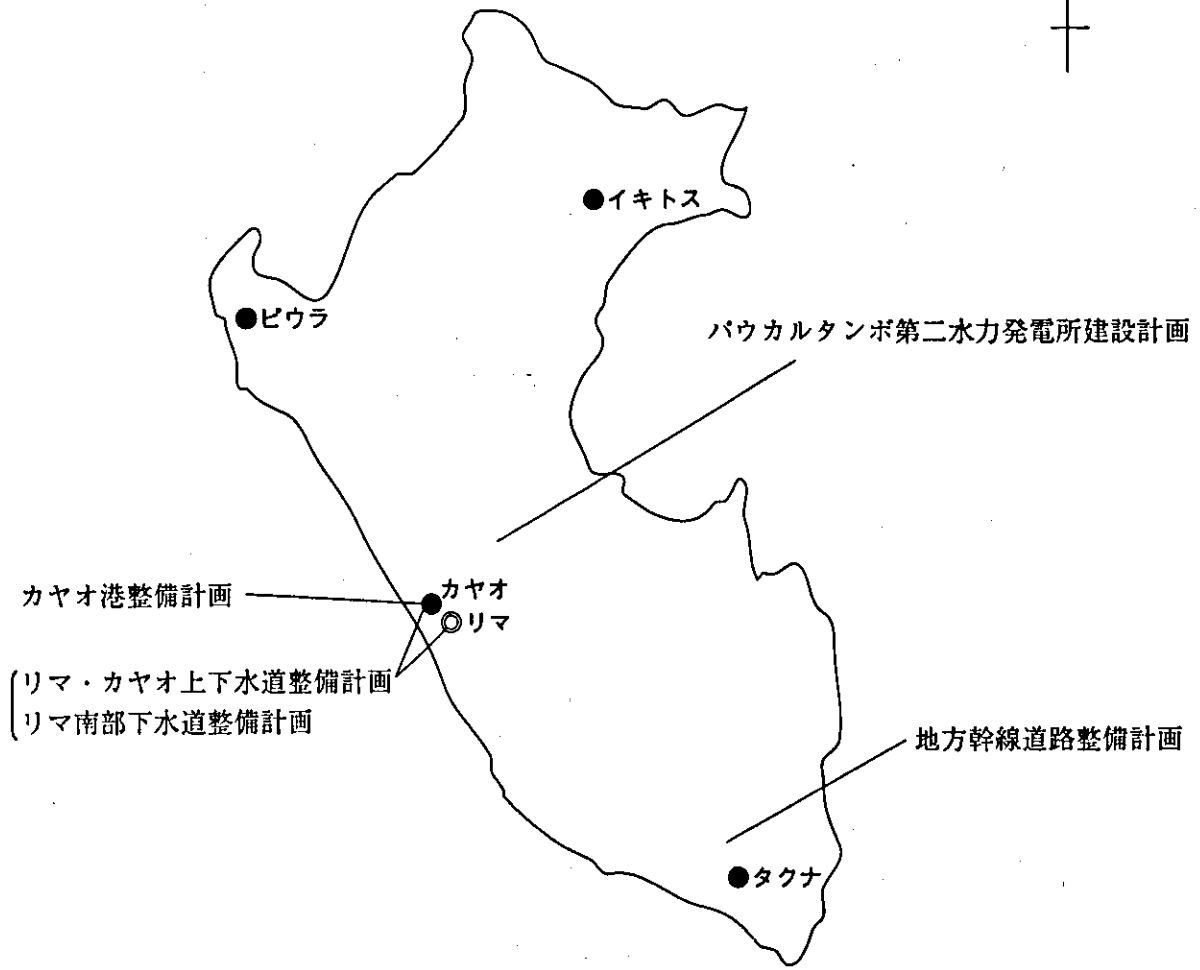 イキトス
ピウラ
パウカルタンボ第二水力発電所建設計画
カヤオ港整備計画
カヤオ
リマ
リマ・カヤオ上下水道整備計画
リマ南部下水道整備計画
地方幹線道路整備計画
タクナ